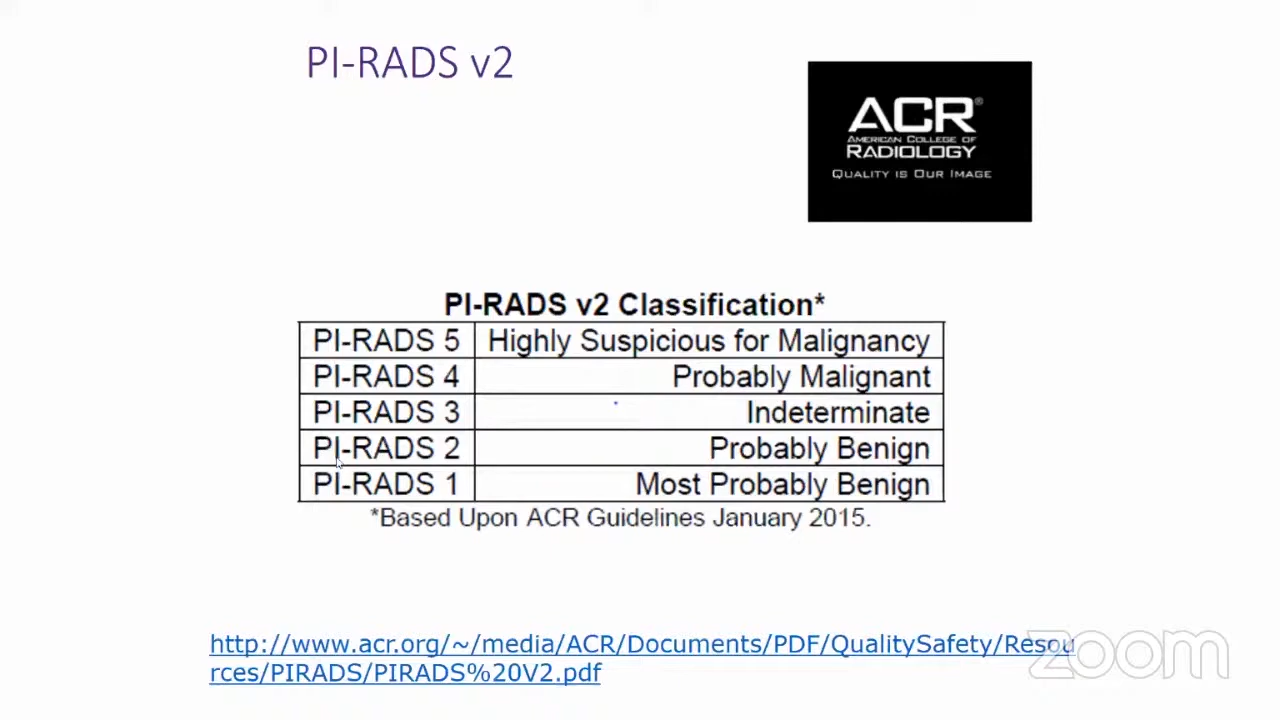 PI-RADS v2
ACR®
AMERICAN COLLEGE OF
RADIOLOGY
QUALITY IS OUR IMAGE
PI-RADS v2 Classification*
PI-RADS 5 Highly Suspicious for Malignancy
PI-RADS 4 Probably Malignant
PI-RADS 3 Indeterminate
PI-RADS 2 Probably Benign
PI-RADS 1 Most Probably Benign
*Based Upon ACR Guidelines January 2015.
http://www.acr.org/~/media/ACR/Documents/PDF/QualitySafety/Resou
rces/PIRADS/PIRADS%20V2.pdf
zoom